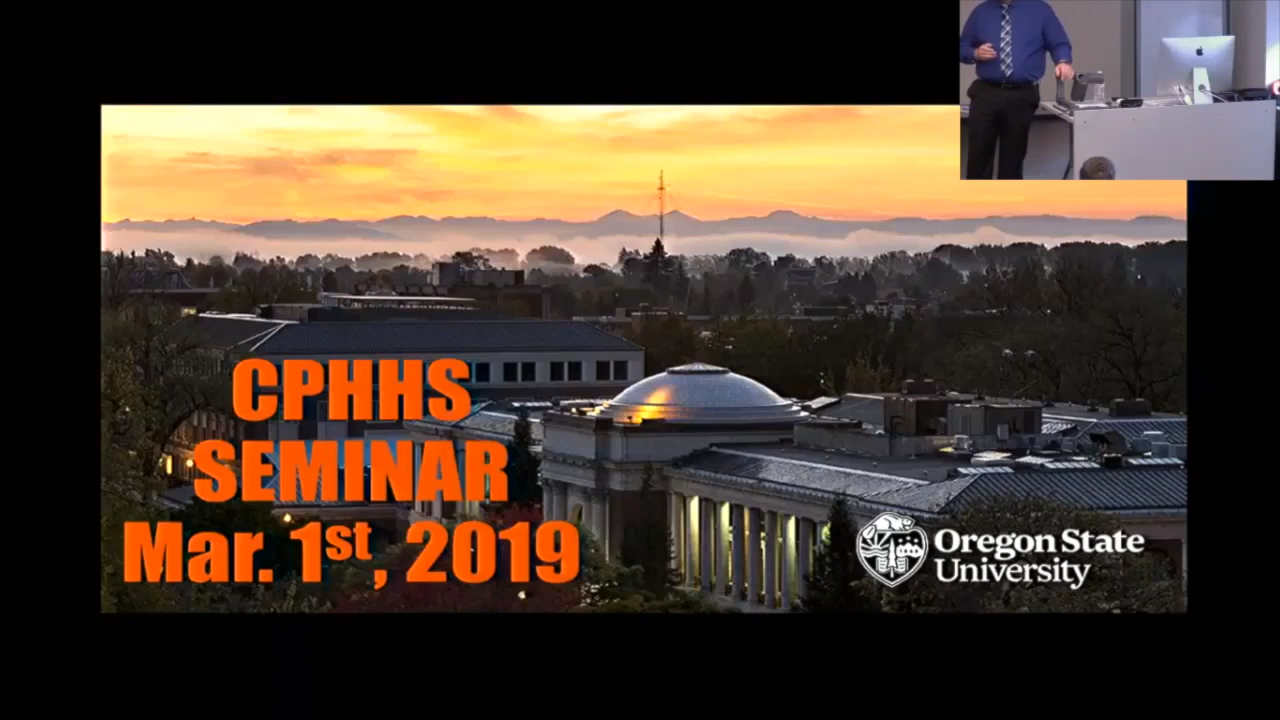 CPHHS
SEMINAR
Mar. 1st, 2019
Oregon State
University